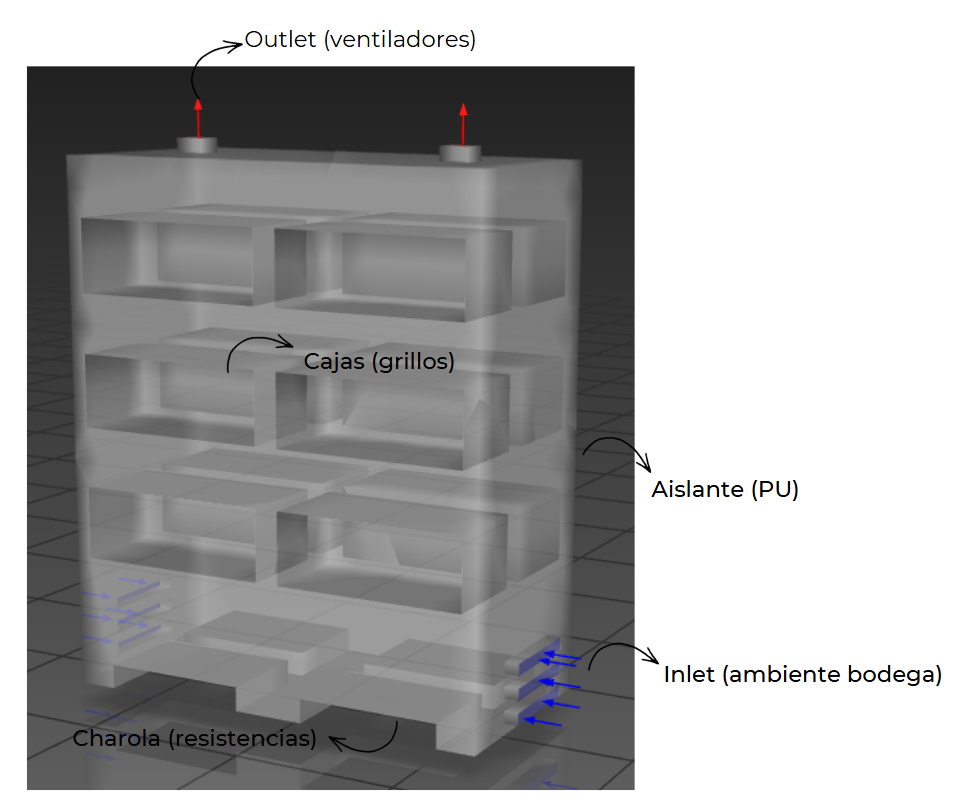 Outlet (ventiladores)
Cajas (grillos)
Aislante (PU)
Inlet (ambiente bodega)
Charola (resistencias)